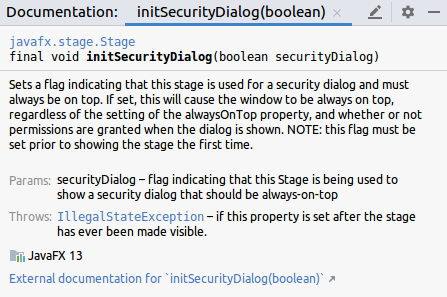 Documentation: initSecurityDialog(boolean)
javafx.stage.Stage
final void initSecurityDialog(boolean securityDialog)
Sets a flag indicating that this stage is used for a security dialog and must
always be on top. If set, this will cause the window to be always on top,
regardless of the setting of the alwaysOnTop property, and whether or not
permissions are granted when the dialog is shown. NOTE: this flag must be
set prior to showing the stage the first time.
Params: securityDialog – flag indicating that this Stage is being used to
show a security dialog that should be always-on-top
Throws: IllegalStateException – if this property is set after the stage
has ever been made visible.
JavaFX 13
External documentation for `initSecurityDialog(boolean)`